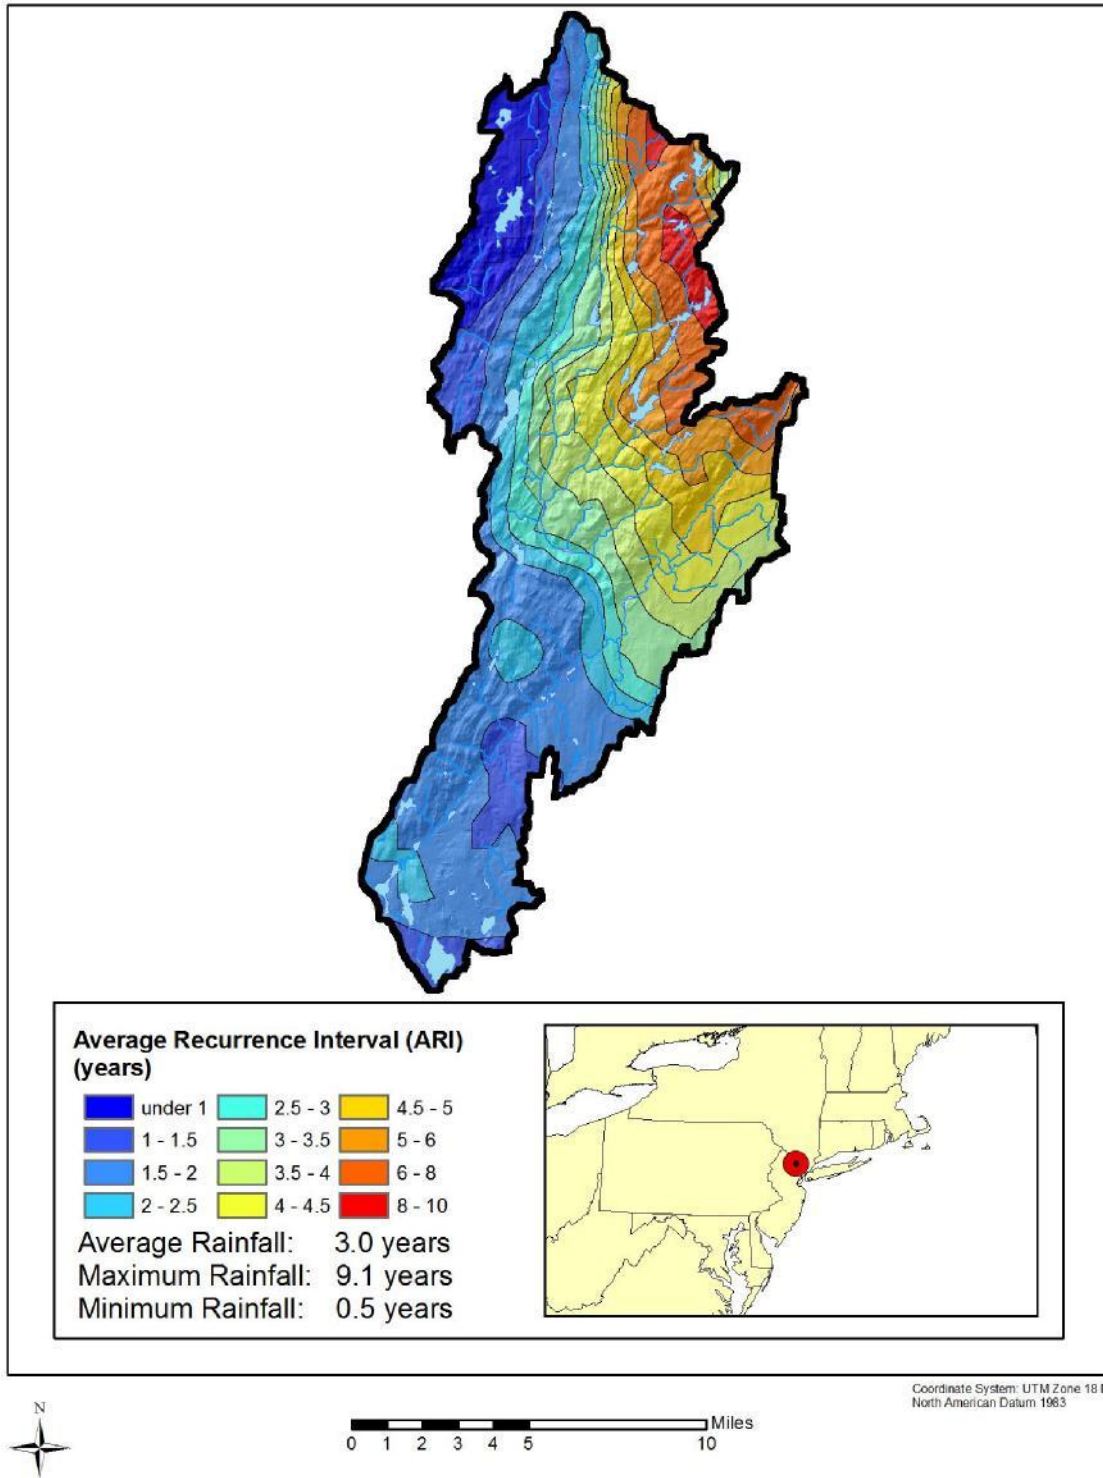 Average Recurrence Interval (ARI)
(years)
under 1
2.5 - 3
4.5 - 5
1 - 1.5
3 - 3.5
5 - 6
1.5 - 2
3.5 - 4
6 - 8
2 - 2.5
4 - 4.5
8 - 10
Average Rainfall: 3.0 years
Maximum Rainfall: 9.1 years
Minimum Rainfall: 0.5 years
Coordinate System: UTM Zone 18
North American Datum 1983
N
Miles
0 1 2 3 4 5 10